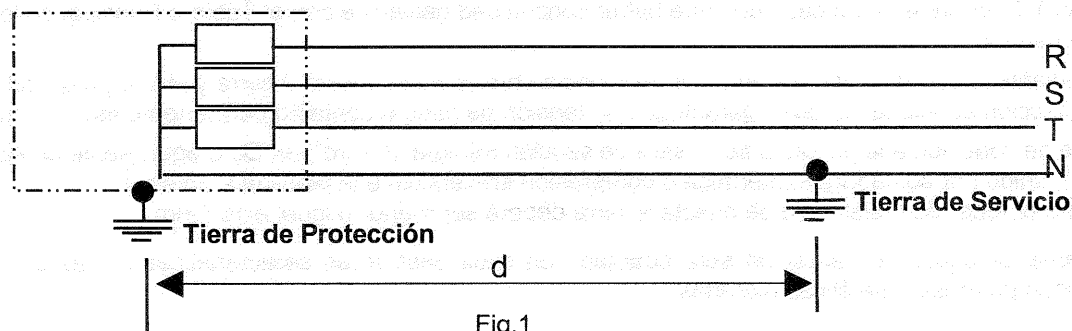 R
S
T
N
Tierra de Servicio
Tierra de Protección
d
Fig.1